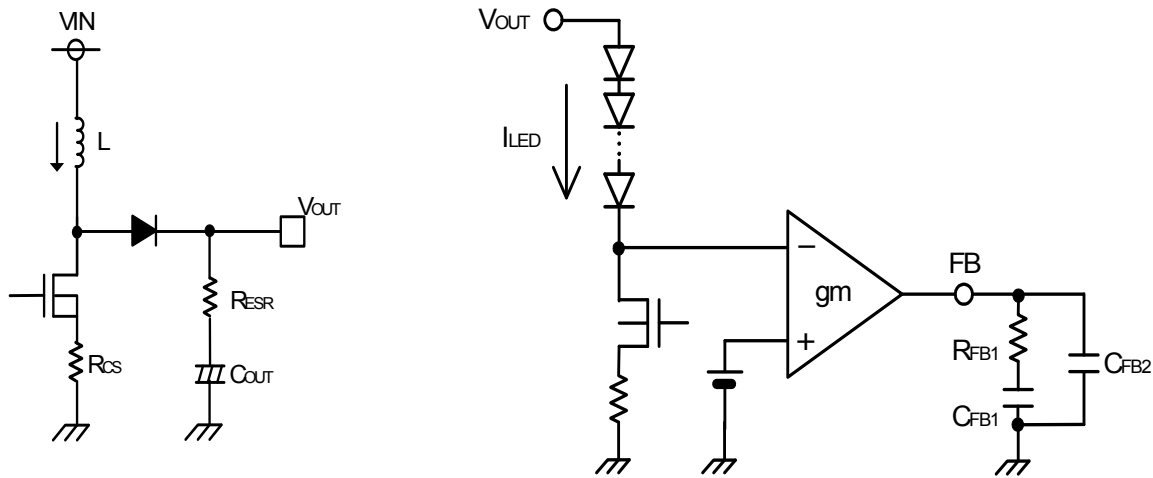 VIN
L
VOUT
RESR
RCS
COUT
VOUT
ILED
−
gm
+
FB
RFB1
CFB2
CFB1